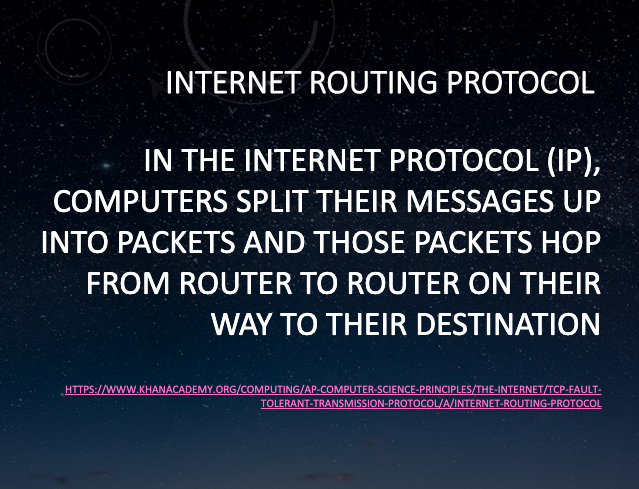 INTERNET ROUTING PROTOCOL
IN THE INTERNET PROTOCOL (IP),
COMPUTERS SPLIT THEIR MESSAGES UP
INTO PACKETS AND THOSE PACKETS HOP
FROM ROUTER TO ROUTER ON THEIR
WAY TO THEIR DESTINATION
HTTPS://WWW.KHANACADEMY.ORG/COMPUTING/AP-COMPUTER-SCIENCE-PRINCIPLES/THE-INTERNET/TCP-FAULT-
TOLERANT-TRANSMISSION-PROTOCOL/A/INTERNET-ROUTING-PROTOCOL